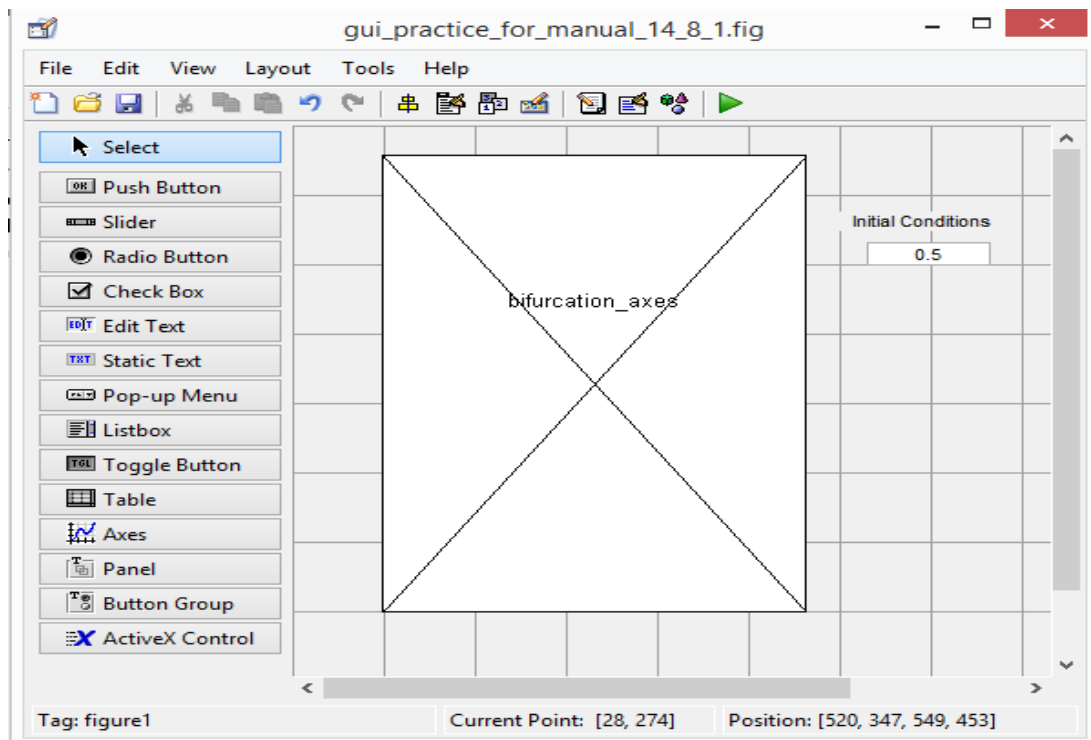 gui_practice_for_manual_14_8_1.fig
File Edit View Layout Tools Help
Select
Push Button
Slider
Radio Button
Check Box
Edit Text
Static Text
Pop-up Menu
Listbox
Toggle Button
Table
Axes
Panel
Button Group
ActiveX Control
bifurcation_axes
Initial Conditions
0.5
Tag: figure1 Current Point: [28, 274] Position: [520, 347, 549, 453]